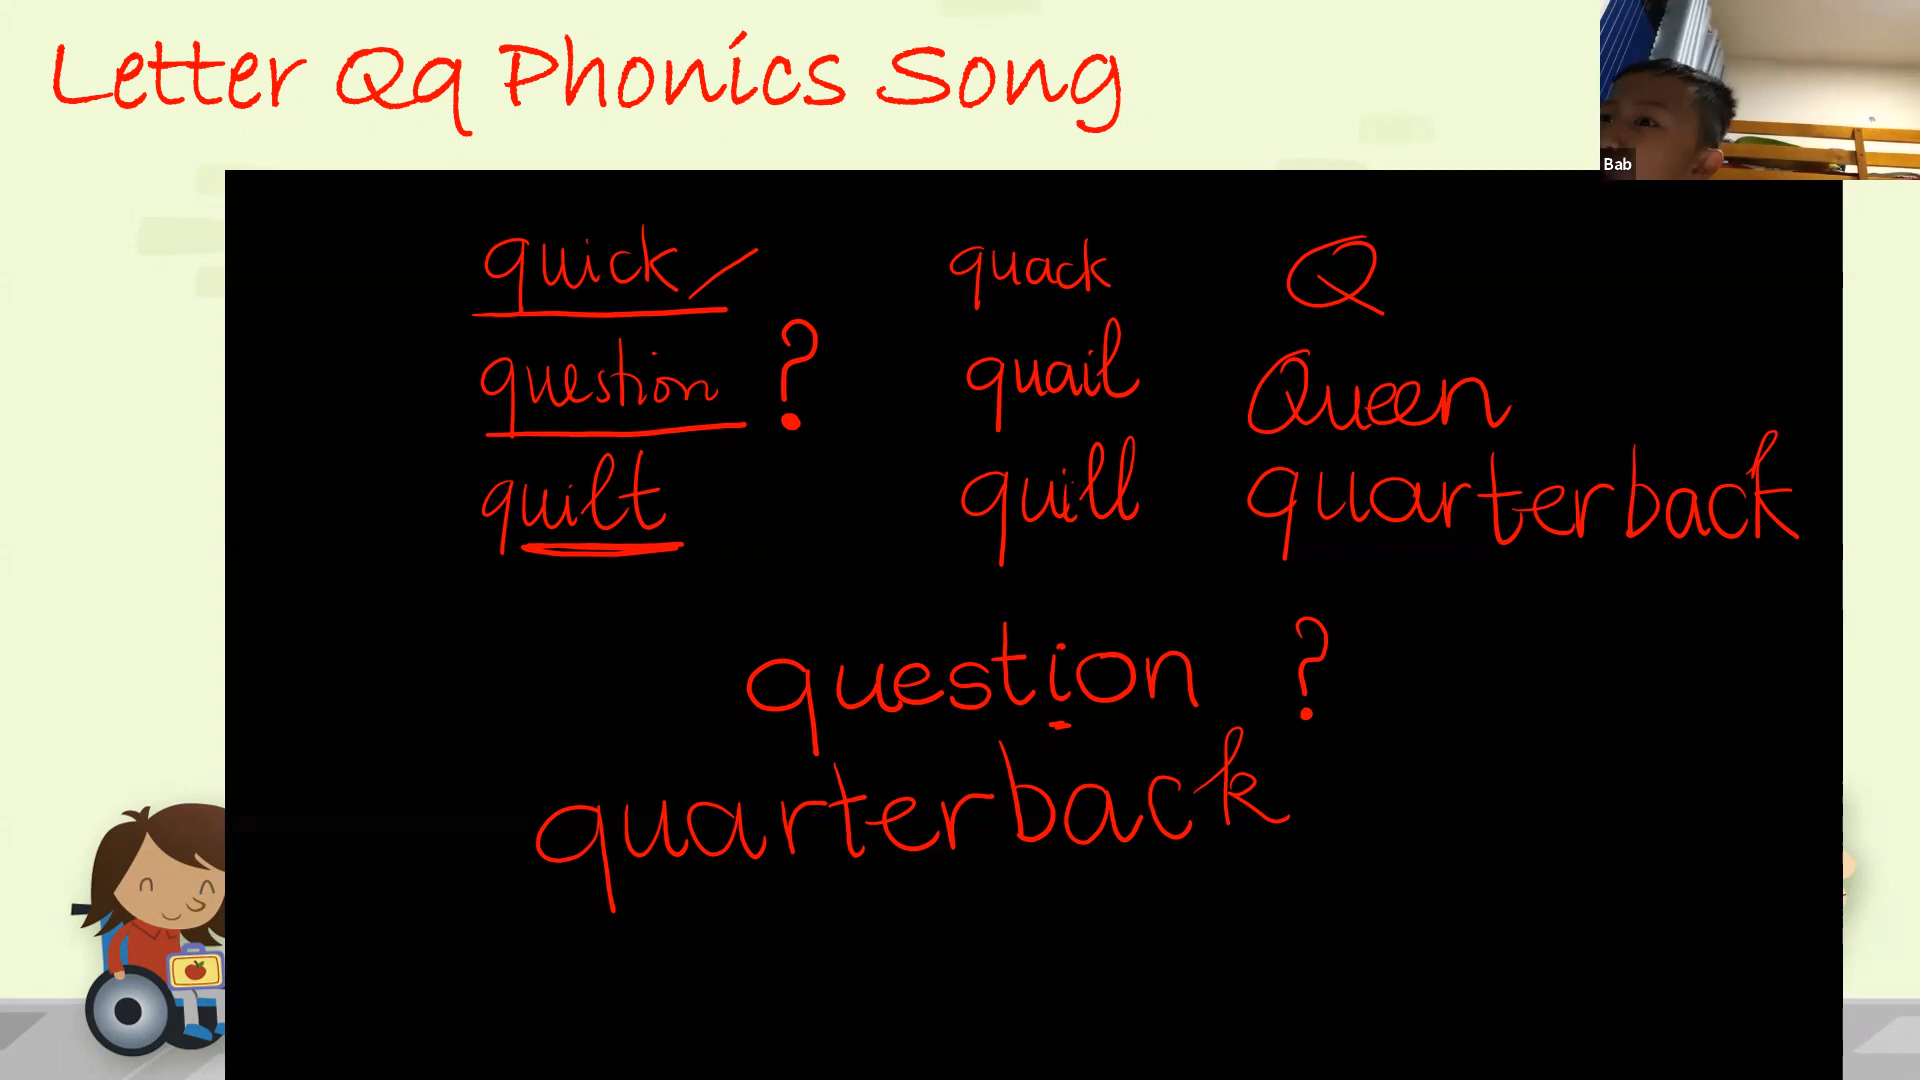 Letter Qq Phonics Song
Bab
quick quack Q
question ? quail Queen
quilt quill quarterback
question ?
quarterback